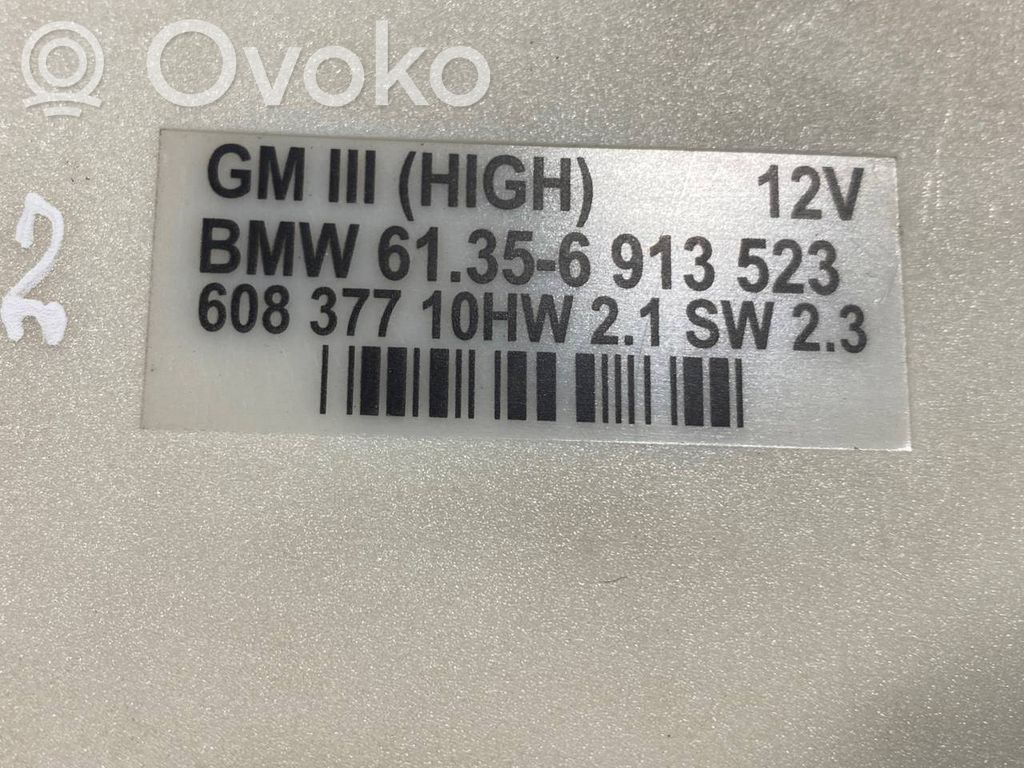 Ovoko
GM III (HIGH) 12V
BMW 61.35-6 913 523
608 377 10HW 2.1 SW 2.3
2